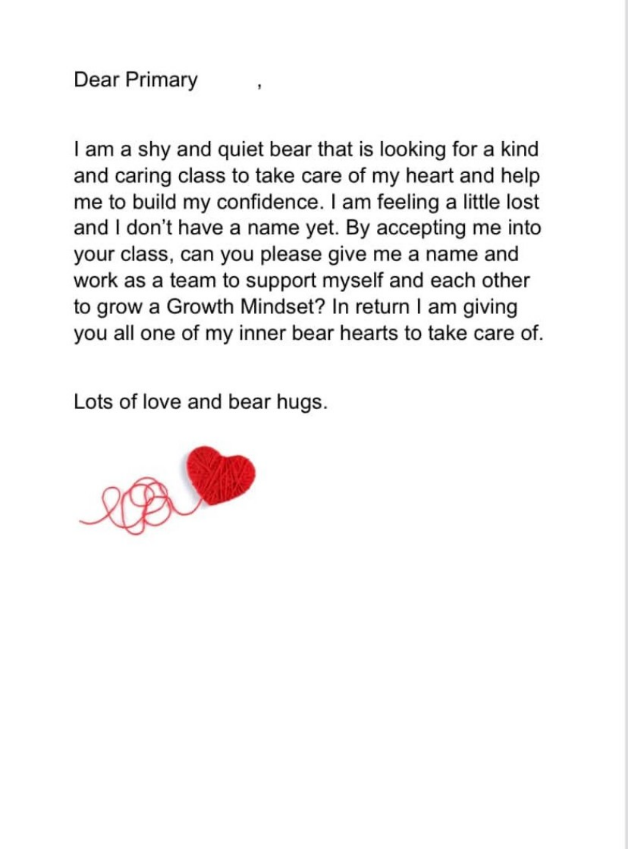 Dear Primary ,
I am a shy and quiet bear that is looking for a kind
and caring class to take care of my heart and help
me to build my confidence. I am feeling a little lost
and I don't have a name yet. By accepting me into
your class, can you please give me a name and
work as a team to support myself and each other
to grow a Growth Mindset? In return I am giving
you all one of my inner bear hearts to take care of.
Lots of love and bear hugs.